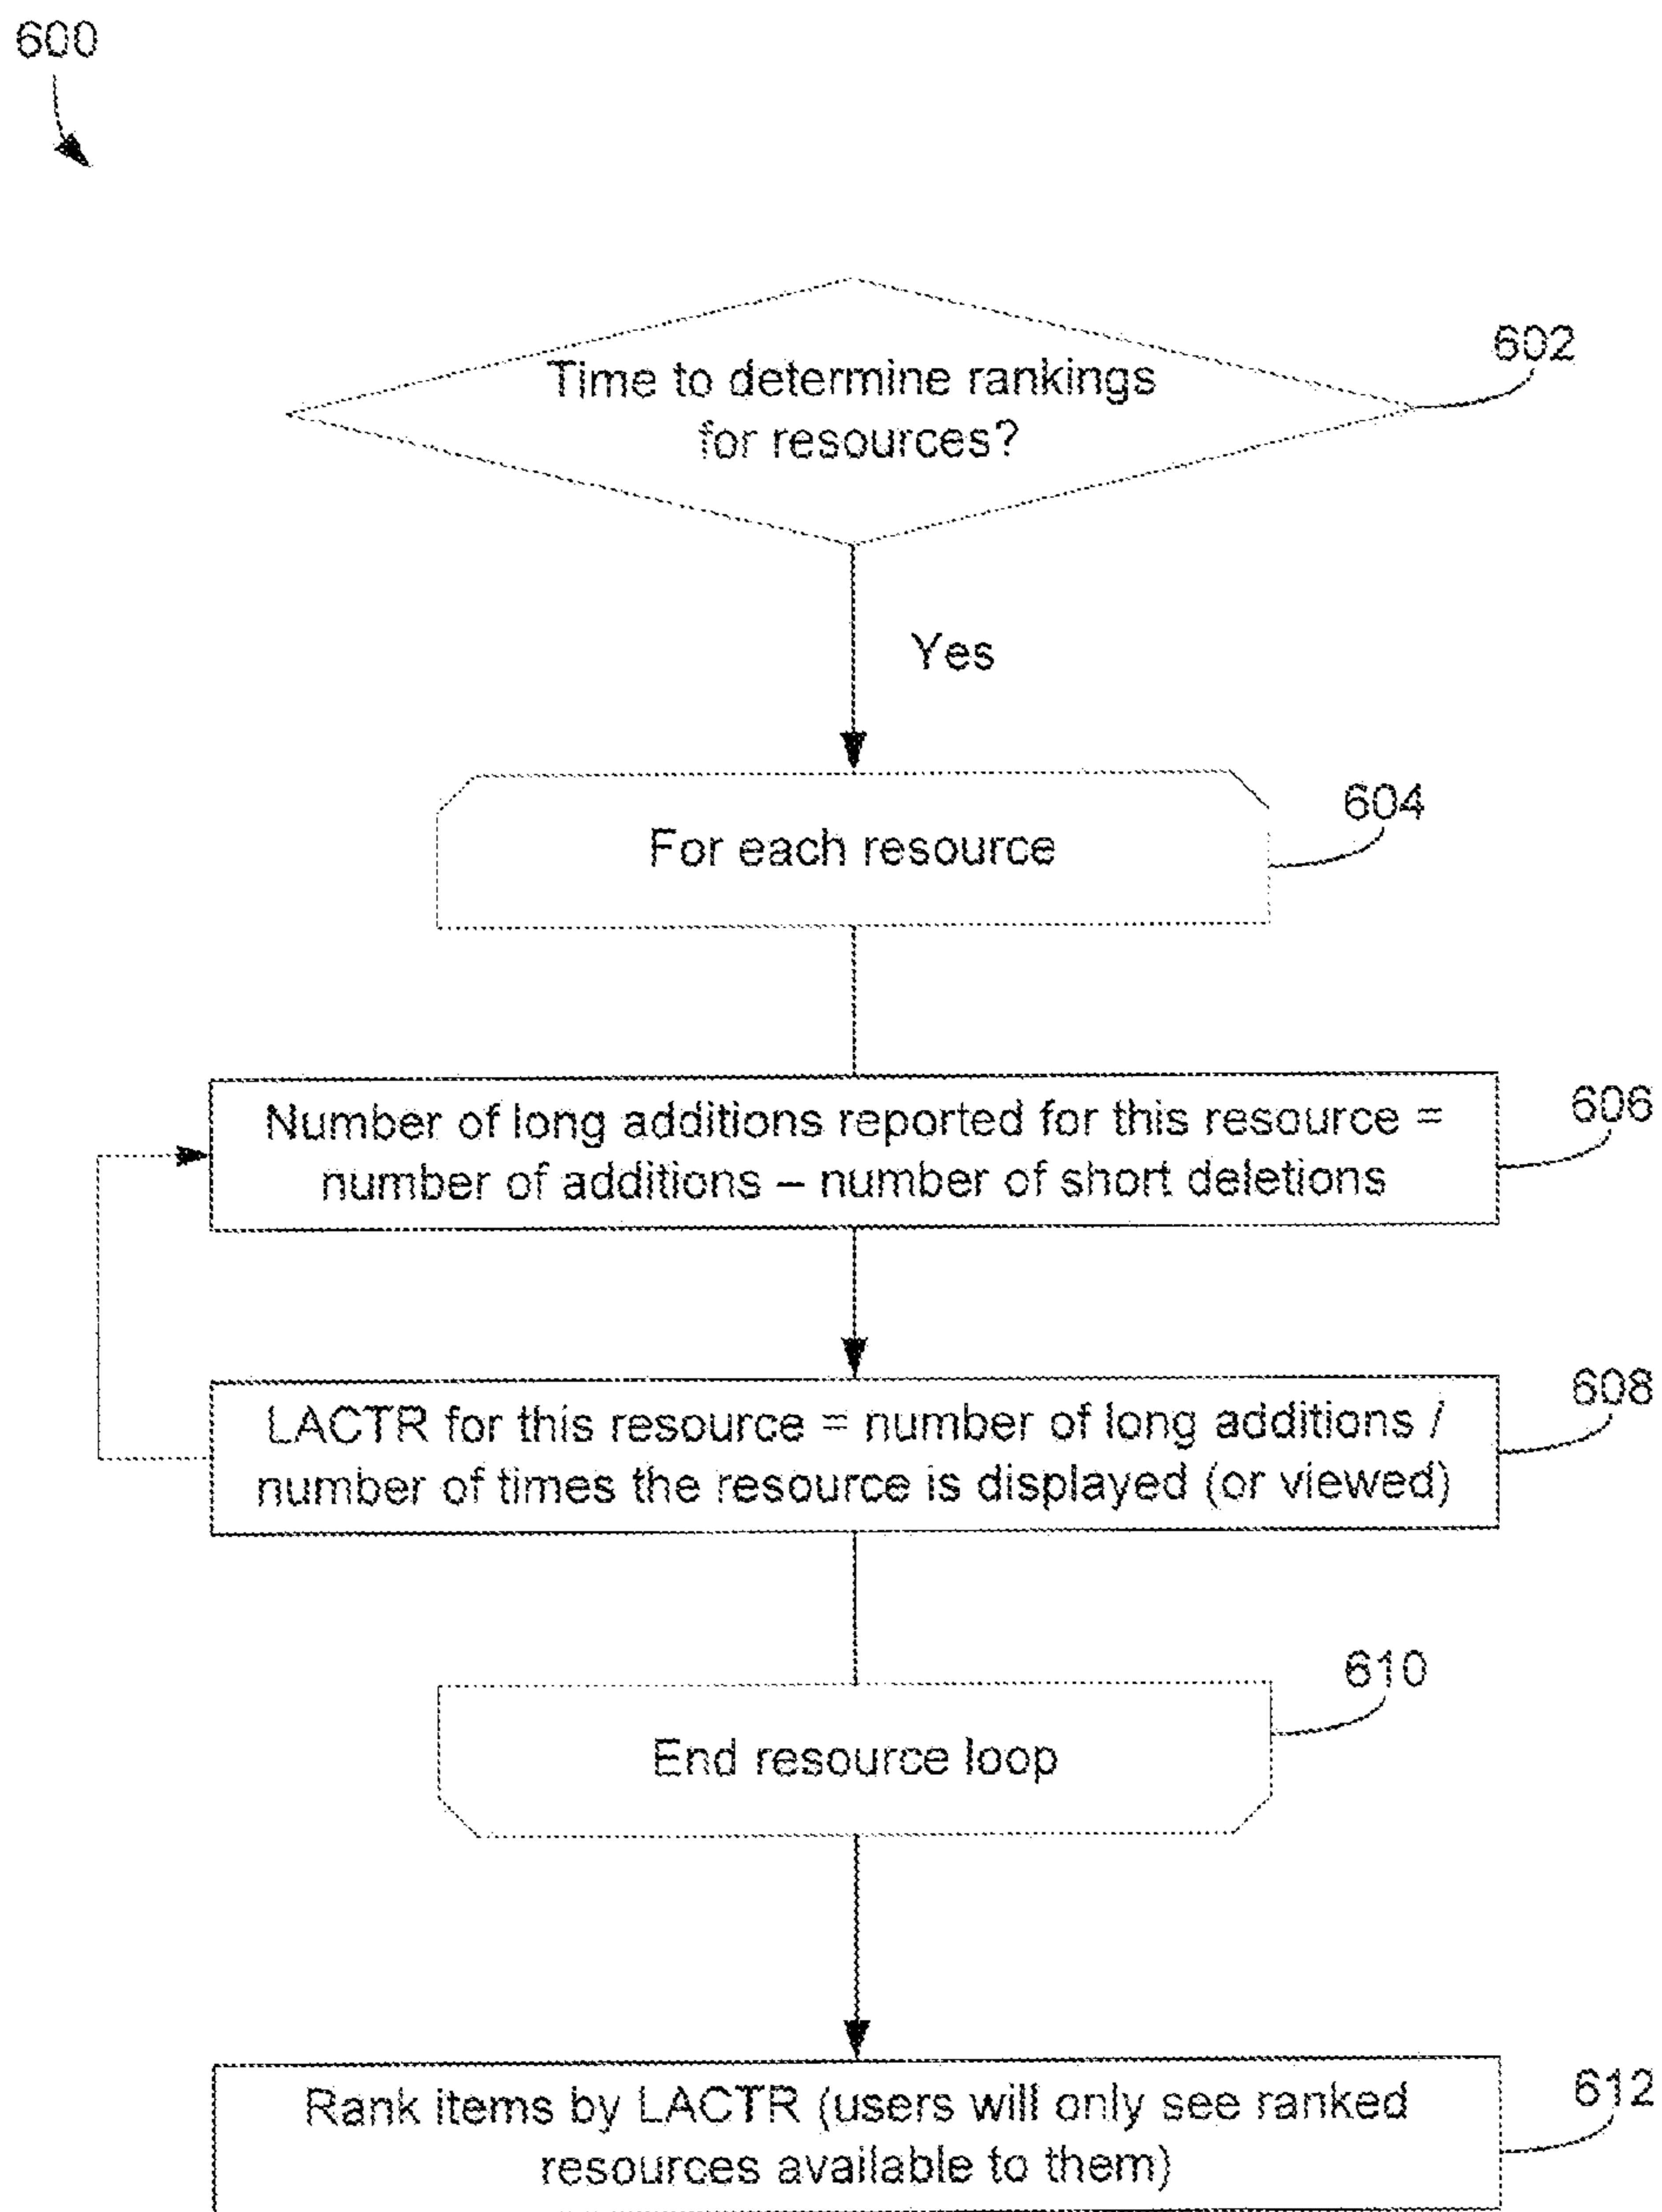 600
Time to determine rankings
for resources?
602
Yes
For each resource
604
Number of long additions reported for this resource =
number of additions – number of short deletions
606
LACTR for this resource = number of long additions /
number of times the resource is displayed (or viewed)
608
End resource loop
610
Rank items by LACTR (users will only see ranked
resources available to them)
612